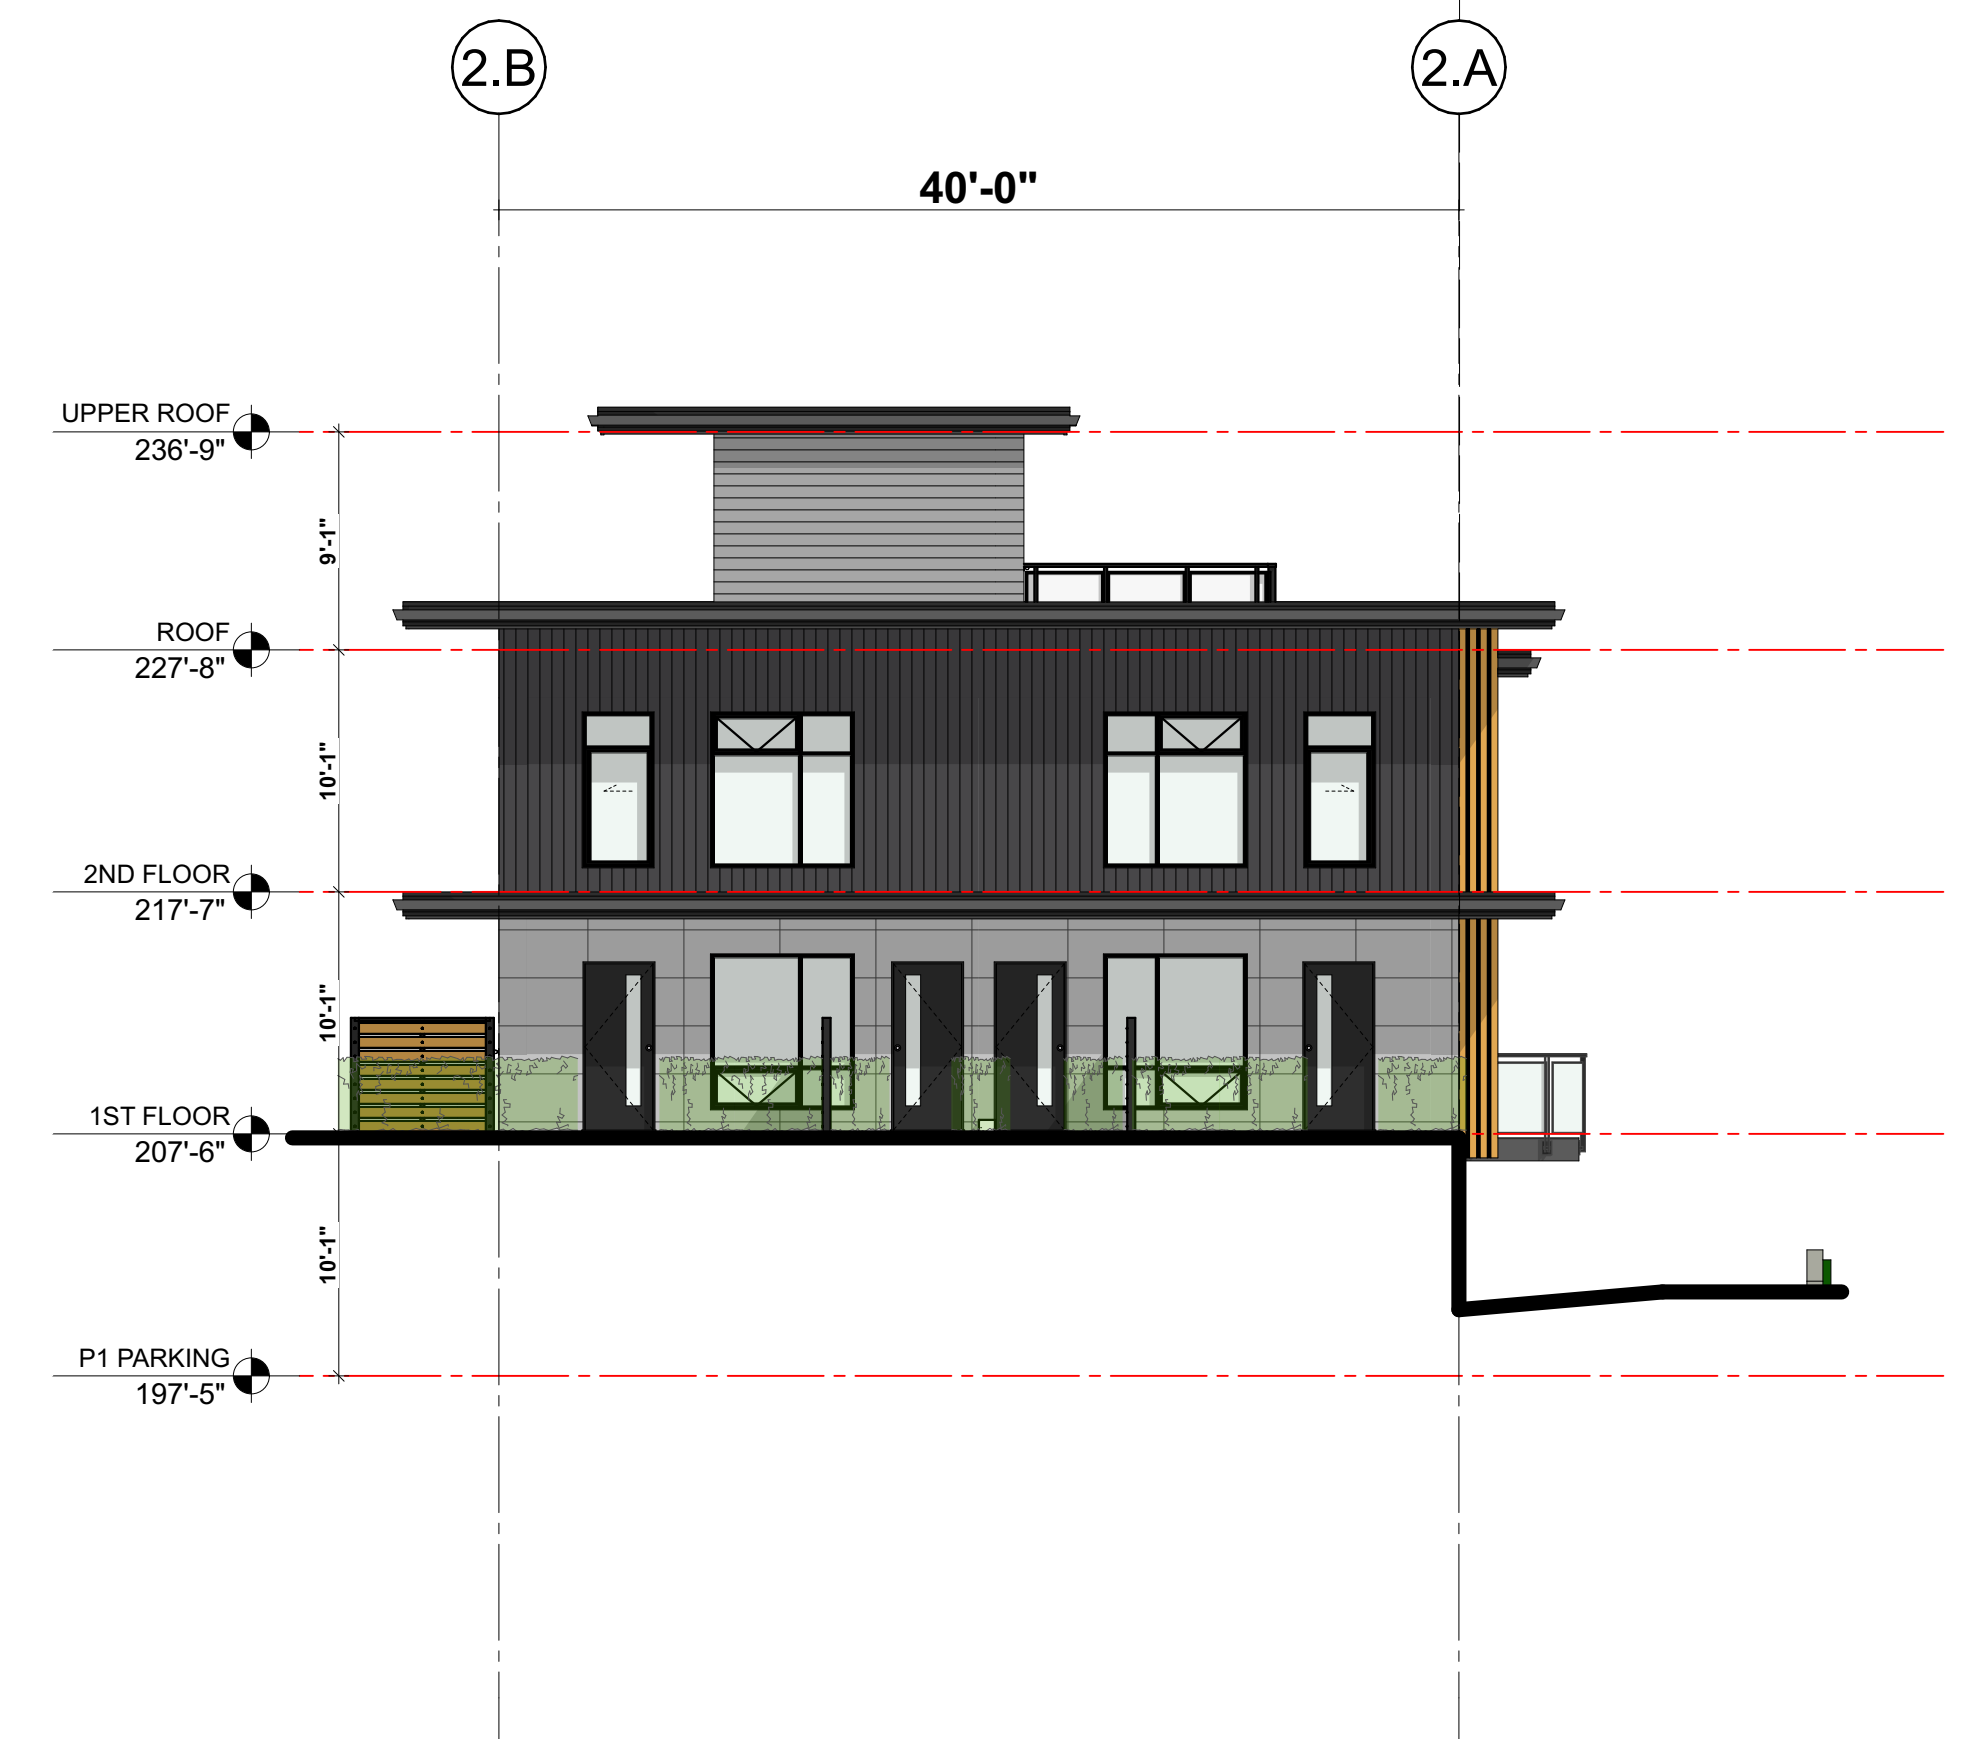 2.B
2.A
40'-0"
UPPER ROOF
236'-9"
9'-1"
ROOF
227'-8"
10'-1"
2ND FLOOR
217'-7"
10'-1"
1ST FLOOR
207'-6"
10'-1"
P1 PARKING
197'-5"